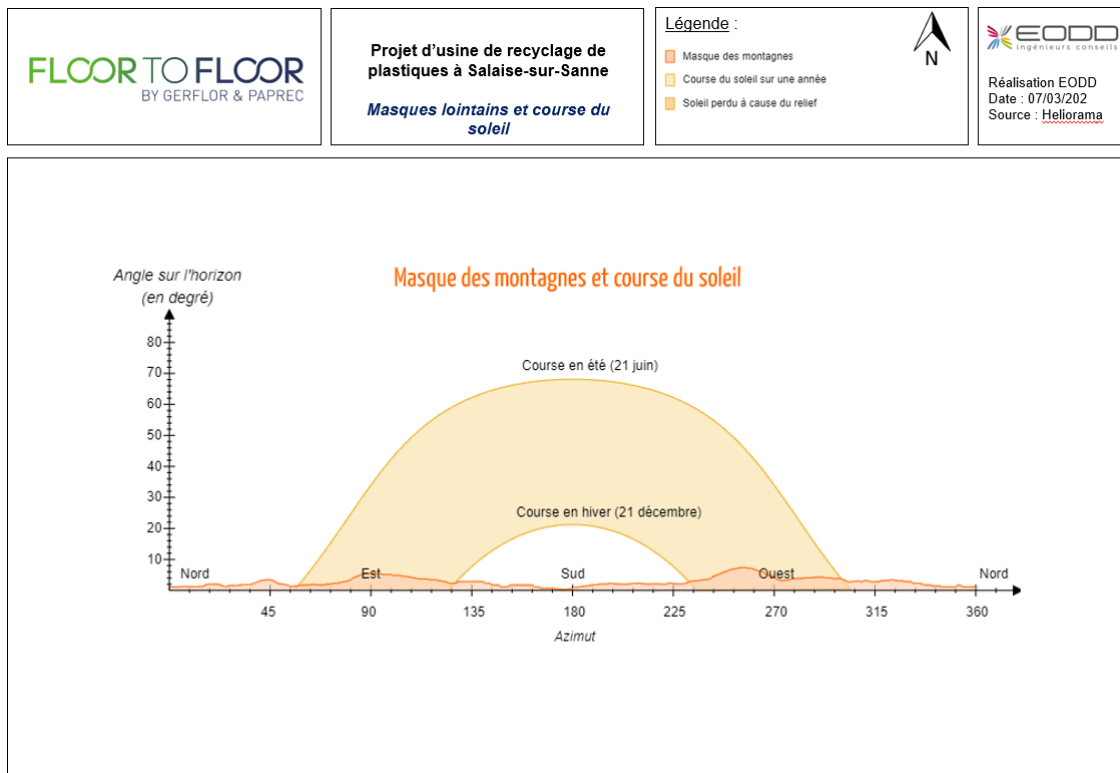 FLOOR TO FLOOR
BY GERFLOR & PAPREC
Projet d'usine de recyclage de
plastiques à Salaise-sur-Sanne
Masques lointains et course du
soleil
Légende :
Masque des montagnes
Course du soleil sur une année
Soleil perdu à cause du relief
N
EODD
ingénieurs conseils
Réalisation EODD
Date : 07/03/202
Source : Heliorama
Masque des montagnes et course du soleil
Angle sur l'horizon
(en degré)
80
70
60
50
40
30
20
10
Course en été (21 juin)
Course en hiver (21 décembre)
Nord
Est
Sud
Ouest
Nord
45
90
135
180
225
270
315
360
Azimut